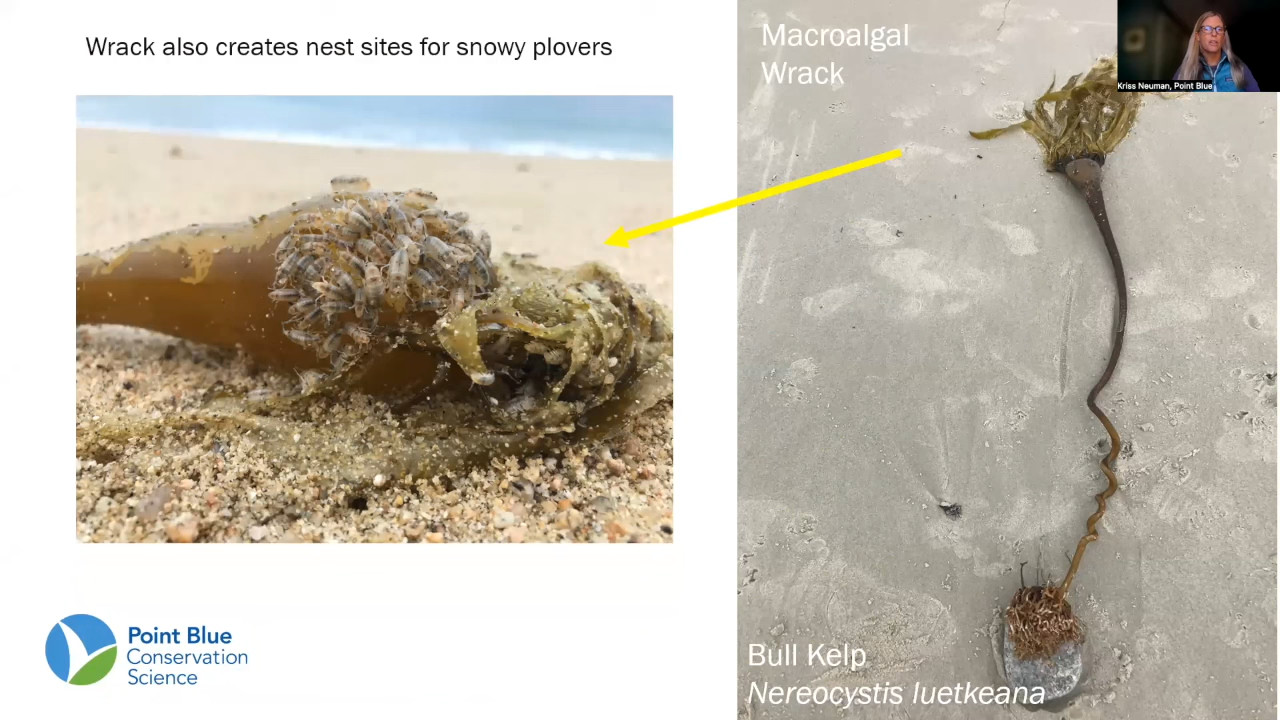 Wrack also creates nest sites for snowy plovers
Macroalgal
Wrack
Kriss Neuman, Point Blue
Point Blue
Conservation
Science
Bull Kelp
Nereocystis luetkeana